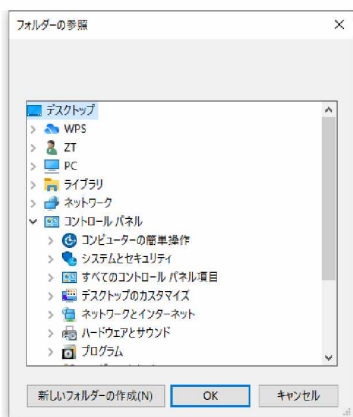 フォルダーの参照
デスクトップ
WPS
ZT
PC
ライブラリ
ネットワーク
コントロール パネル
コンピューターの簡単操作
システムとセキュリティ
すべてのコントロール パネル項目
デスクトップのカスタマイズ
ネットワークとインターネット
ハードウェアとサウンド
プログラム
新しいフォルダーの作成(N) OK キャンセル